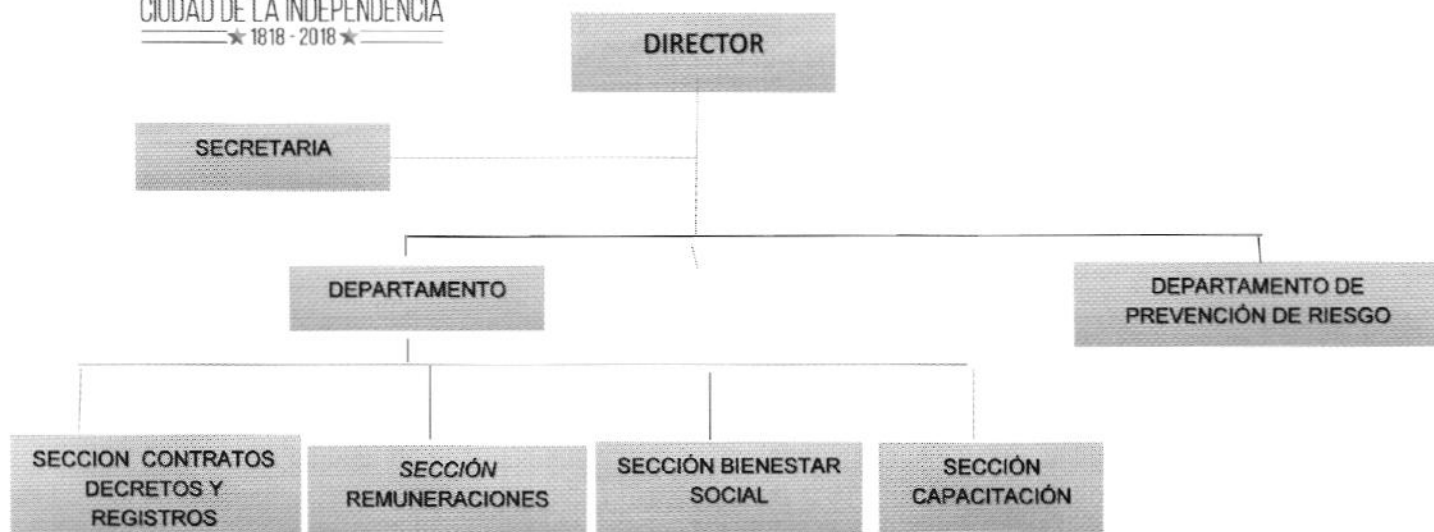 CIUDAD DE LA INDEPENDENCIA
★ 1818 - 2018 ★
DIRECTOR
SECRETARIA
DEPARTAMENTO
DEPARTAMENTO DE
PREVENCIÓN DE RIESGO
SECCION CONTRATOS
DECRETOS Y
REGISTROS
SECCIÓN
REMUNERACIONES
SECCIÓN BIENESTAR
SOCIAL
SECCIÓN
CAPACITACIÓN